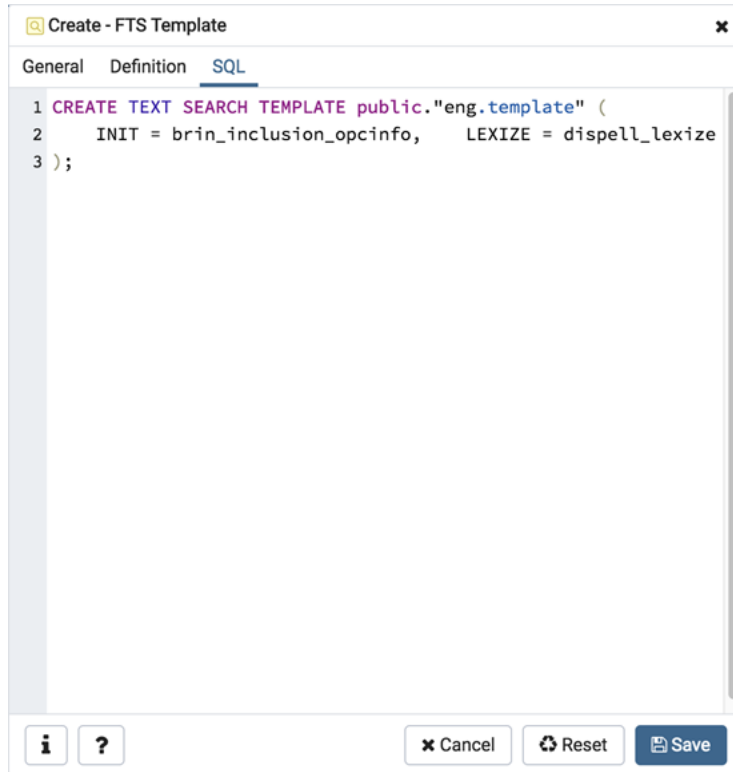 Create - FTS Template
General Definition SQL
1 CREATE TEXT SEARCH TEMPLATE public."eng.template" (
2 INIT = brin_inclusion_opcinfo, LEXIZE = dispell_lexize
3 );
i ? Cancel Reset Save